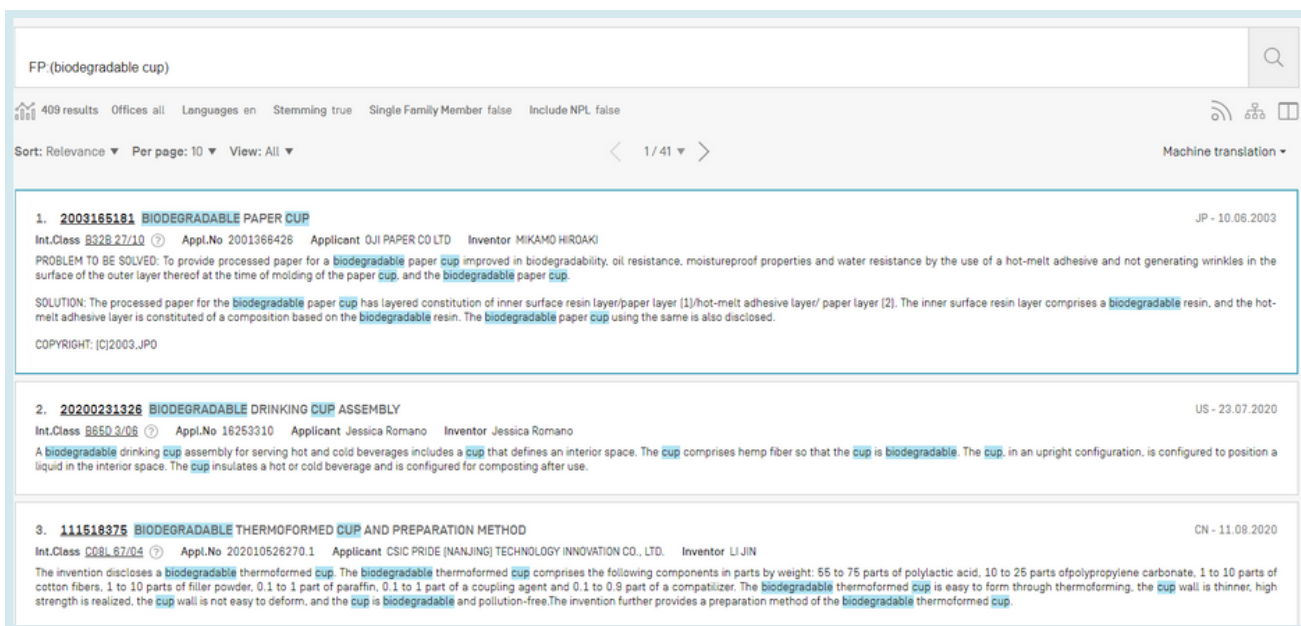 FP:(biodegradable cup)
409 results Offices all Languages en Stemming true Single Family Member false Include NPL false
Sort: Relevance ▼ Per page: 10 ▼ View: All ▼ < 1 / 41 ▼ > Machine translation ▾
1. 2003165181 BIODEGRADABLE PAPER CUP JP - 10.06.2003
Int.Class B32B 27/10 ? Appl.No 2001366426 Applicant OJI PAPER CO LTD Inventor MIKAMO HIROAKI
PROBLEM TO BE SOLVED: To provide processed paper for a biodegradable paper cup improved in biodegradability, oil resistance, moistureproof properties and water resistance by the use of a hot-melt adhesive and not generating wrinkles in the
surface of the outer layer thereof at the time of molding of the paper cup, and the biodegradable paper cup.
SOLUTION: The processed paper for the biodegradable paper cup has layered constitution of inner surface resin layer/paper layer (1)/hot-melt adhesive layer/ paper layer (2). The inner surface resin layer comprises a biodegradable resin, and the hot-
melt adhesive layer is constituted of a composition based on the biodegradable resin. The biodegradable paper cup using the same is also disclosed.
COPYRIGHT: (C)2003,JPO
2. 20200231326 BIODEGRADABLE DRINKING CUP ASSEMBLY US - 23.07.2020
Int.Class B65D 3/06 ? Appl.No 16253310 Applicant Jessica Romano Inventor Jessica Romano
A biodegradable drinking cup assembly for serving hot and cold beverages includes a cup that defines an interior space. The cup comprises hemp fiber so that the cup is biodegradable. The cup, in an upright configuration, is configured to position a
liquid in the interior space. The cup insulates a hot or cold beverage and is configured for composting after use.
3. 111518375 BIODEGRADABLE THERMOFORMED CUP AND PREPARATION METHOD CN - 11.08.2020
Int.Class C08L 67/04 ? Appl.No 202010526270.1 Applicant CSIC PRIDE (NANJING) TECHNOLOGY INNOVATION CO., LTD. Inventor LI JIN
The invention discloses a biodegradable thermoformed cup. The biodegradable thermoformed cup comprises the following components in parts by weight: 55 to 75 parts of polylactic acid, 10 to 25 parts ofpolypropylene carbonate, 1 to 10 parts of
cotton fibers, 1 to 10 parts of filler powder, 0.1 to 1 part of paraffin, 0.1 to 1 part of a coupling agent and 0.1 to 0.9 part of a compatilizer. The biodegradable thermoformed cup is easy to form through thermoforming, the cup wall is thinner, high
strength is realized, the cup wall is not easy to deform, and the cup is biodegradable and pollution-free.The invention further provides a preparation method of the biodegradable thermoformed cup.